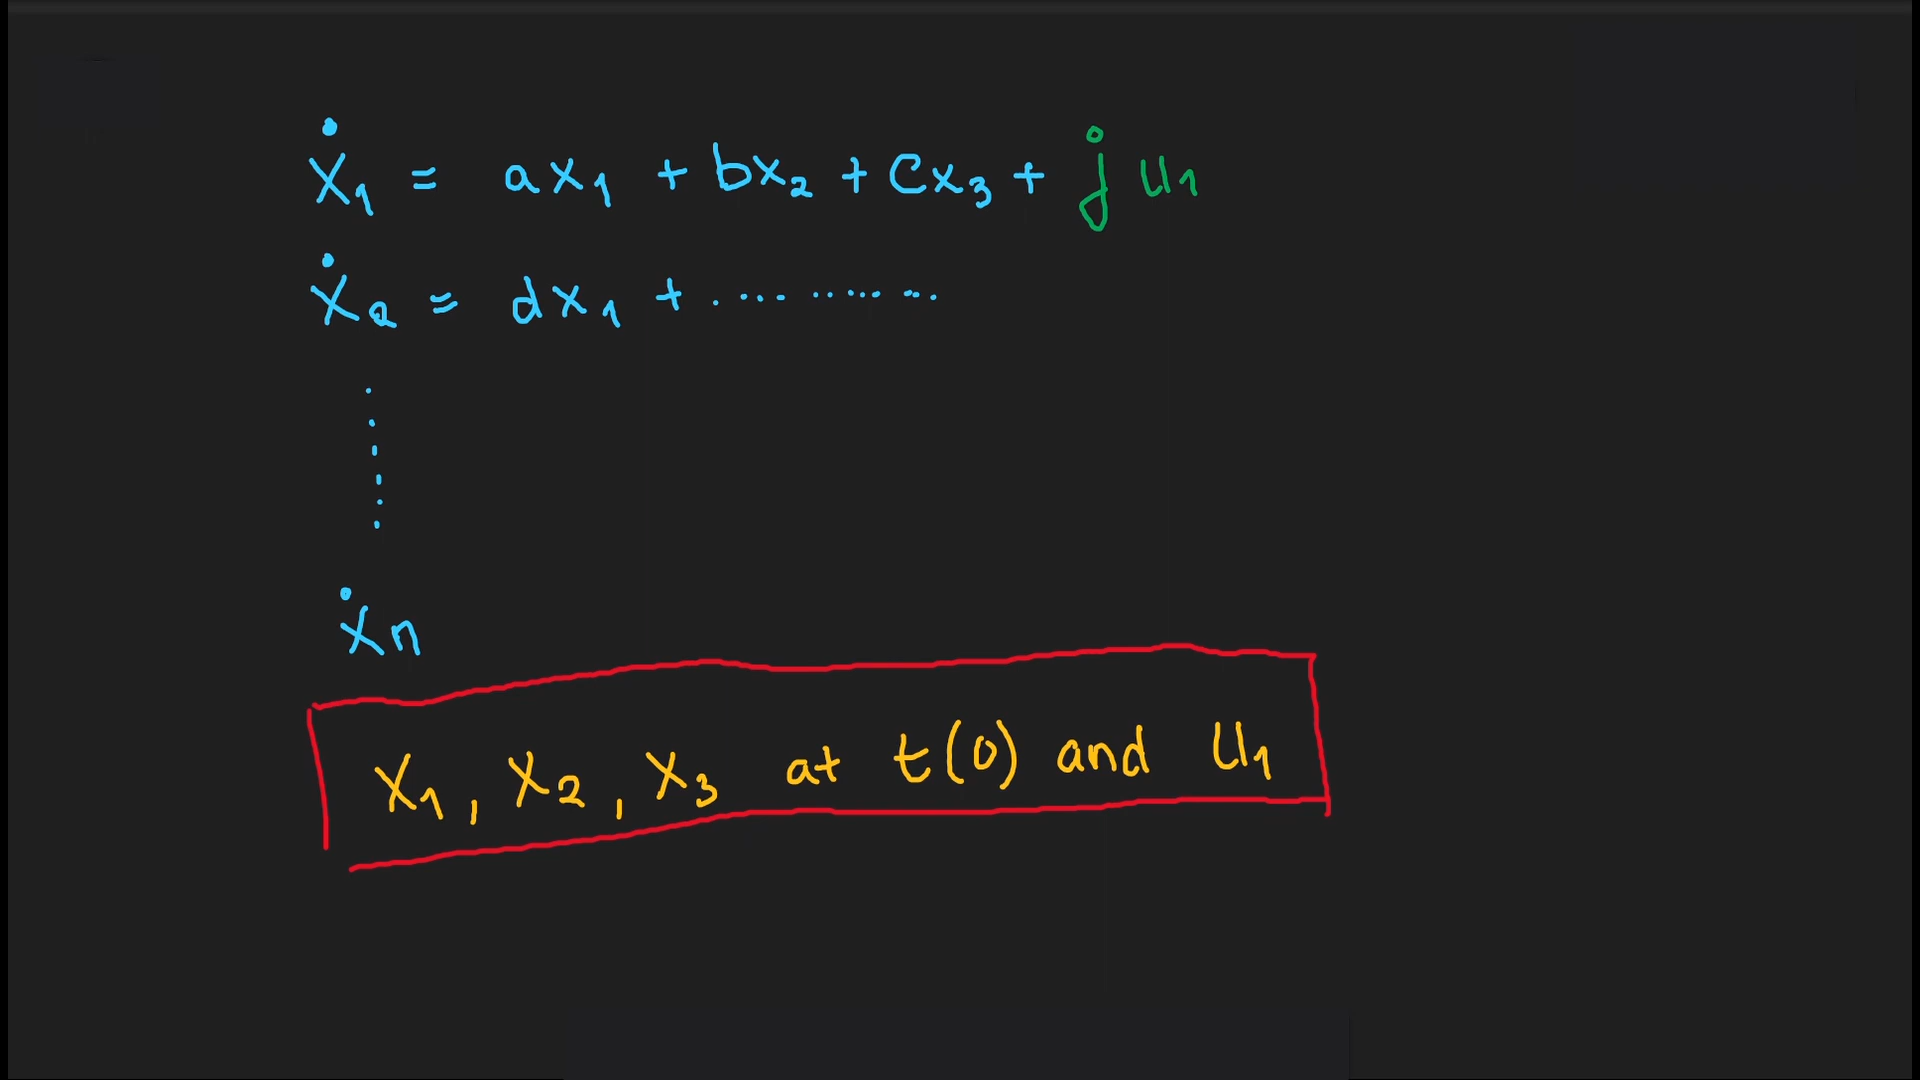 ẋ₁ = ax₁ + bx₂ + cx₃ + j u₁
ẋ₂ = dx₁ + ...........
ẋn
x₁, x₂, x₃ at t(0) and u₁